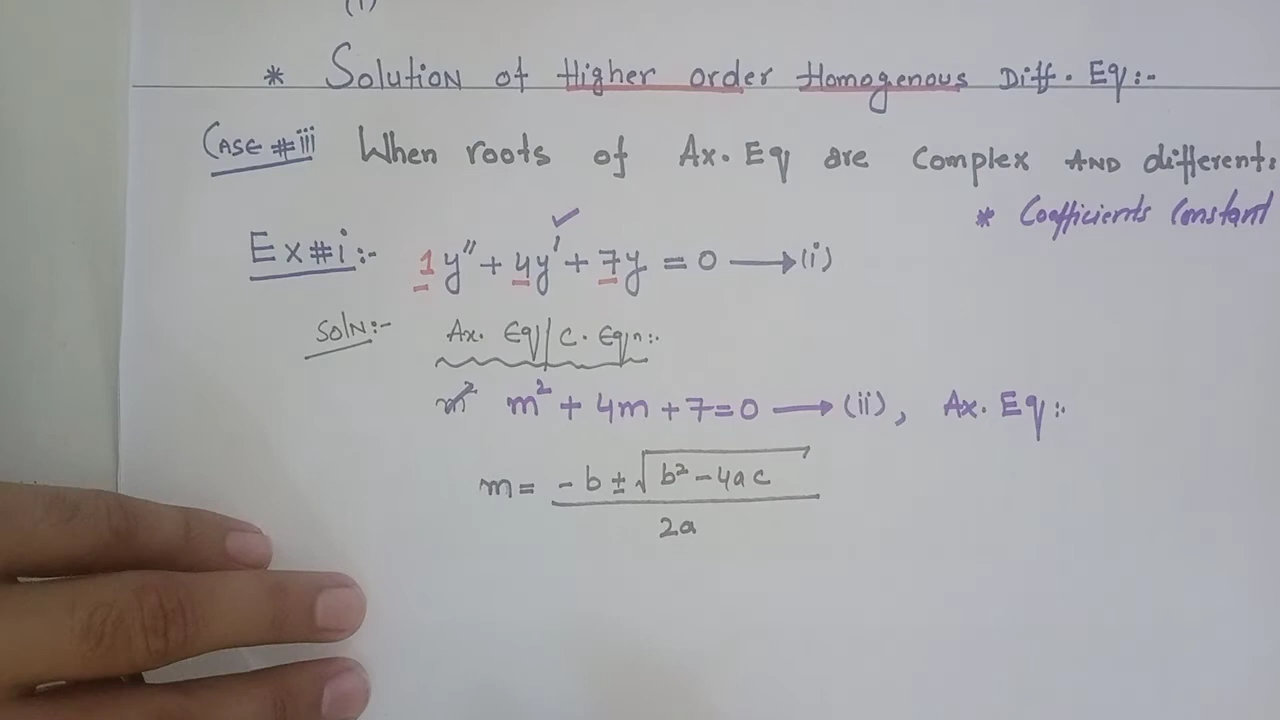 (i)
* Solution of Higher order Homogenous Diff. Eq:-
Case #iii When roots of Ax. Eq are Complex AND different.
* Coefficients Constant
Ex#i:- 1y'' + 4y' + 7y = 0 ⟶ (i)
Soln:- Ax. Eq/C. Eqn:-
m² m² + 4m + 7 = 0 ⟶ (ii), Ax. Eq:-
m = -b ± √b² - 4ac
2a